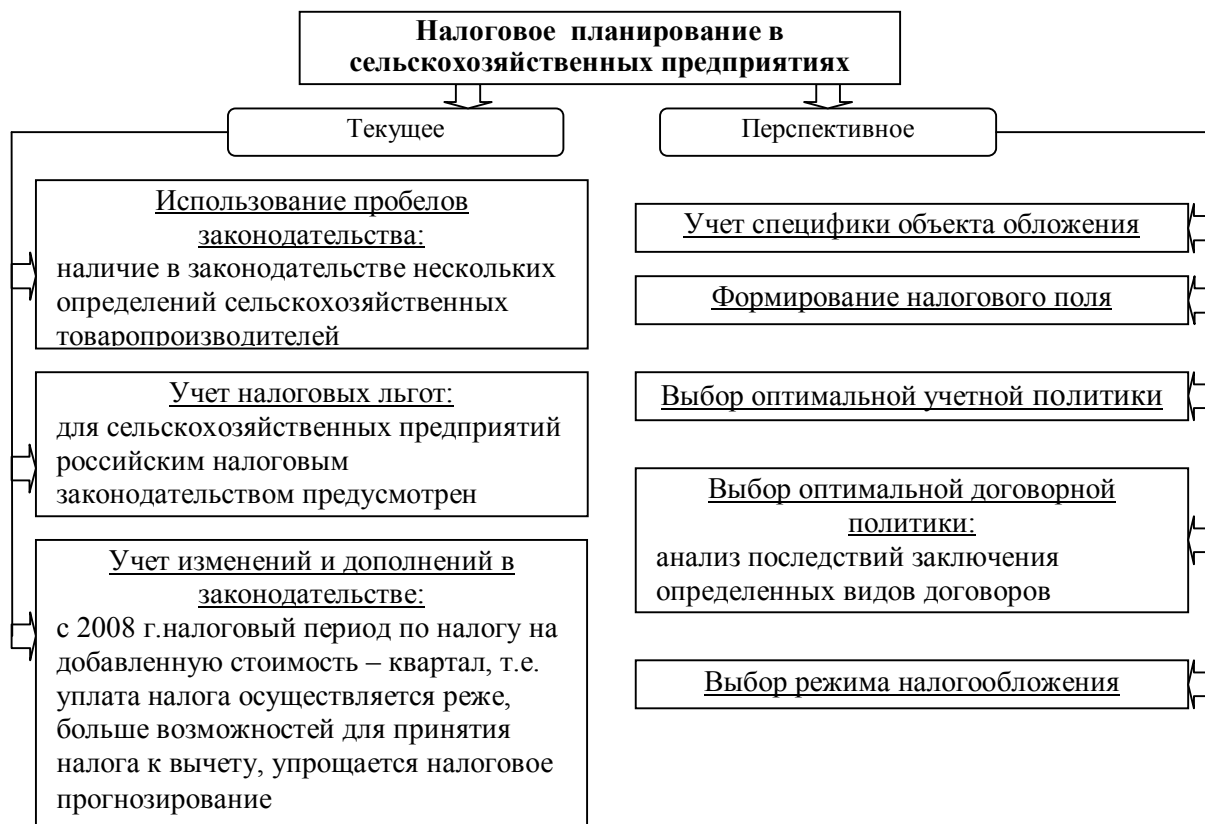 Налоговое планирование в
сельскохозяйственных предприятиях
Текущее
Перспективное
Использование пробелов
законодательства:
наличие в законодательстве нескольких
определений сельскохозяйственных
товаропроизводителей
Учет налоговых льгот:
для сельскохозяйственных предприятий
российским налоговым
законодательством предусмотрен
Учет изменений и дополнений в
законодательстве:
с 2008 г.налоговый период по налогу на
добавленную стоимость – квартал, т.е.
уплата налога осуществляется реже,
больше возможностей для принятия
налога к вычету, упрощается налоговое
прогнозирование
Учет специфики объекта обложения
Формирование налогового поля
Выбор оптимальной учетной политики
Выбор оптимальной договорной
политики:
анализ последствий заключения
определенных видов договоров
Выбор режима налогообложения